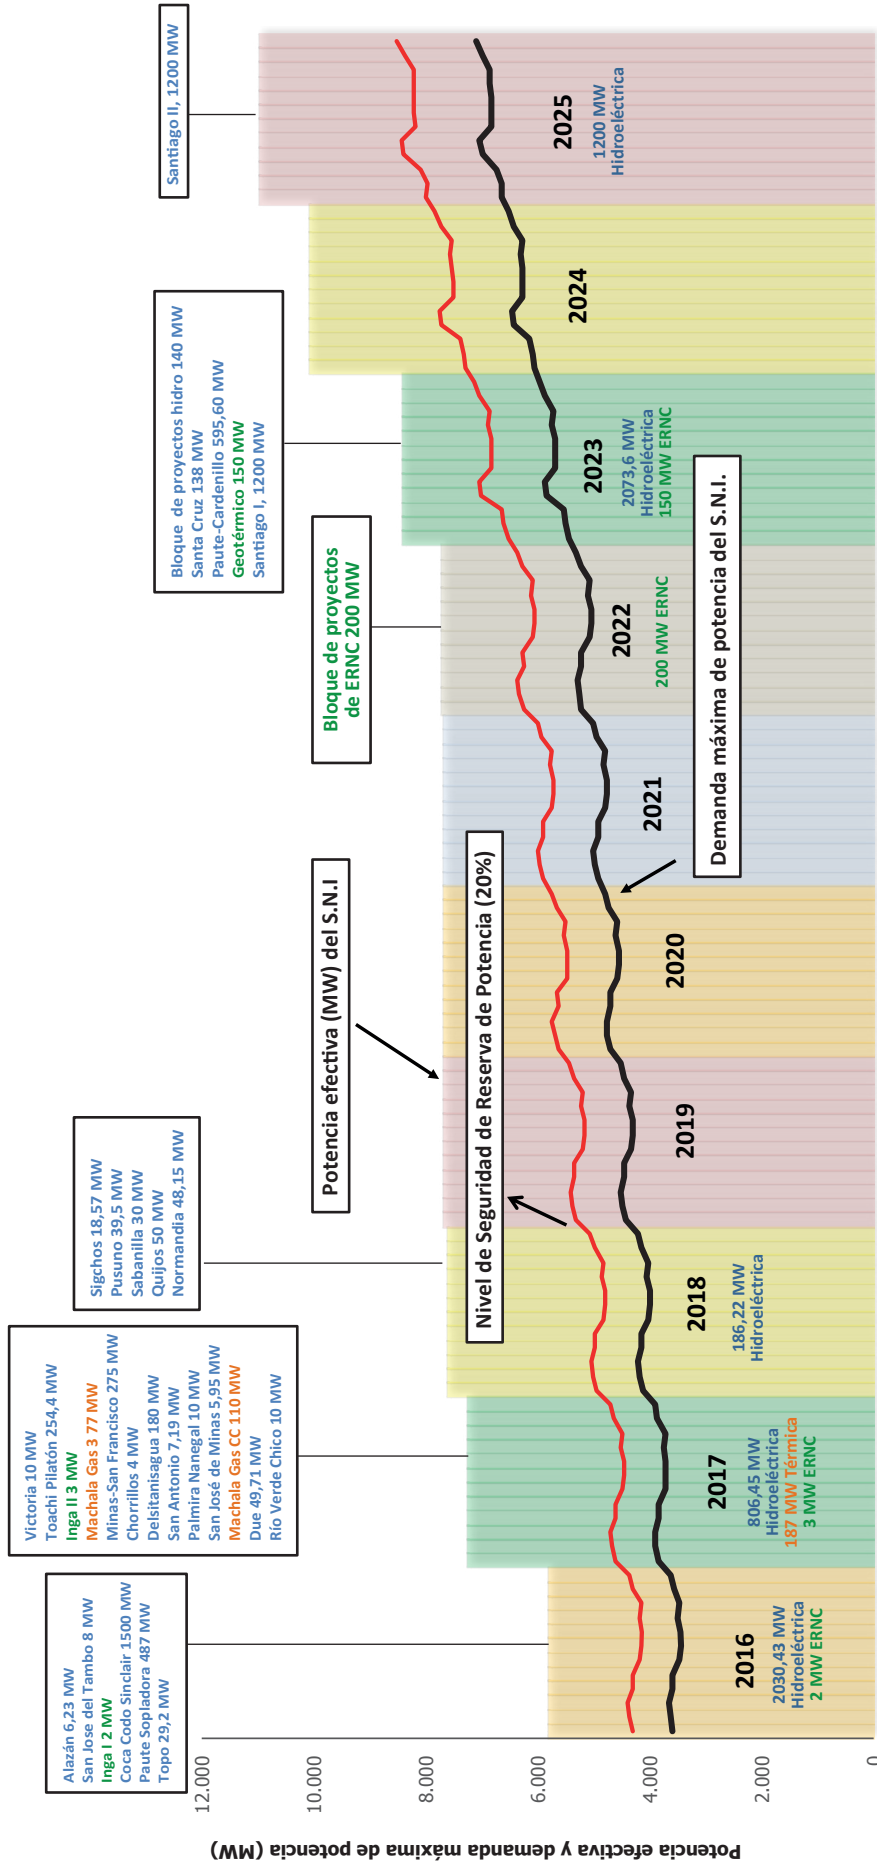 Potencia efectiva y demanda máxima de potencia (MW)
12.000
10.000
8.000
6.000
4.000
2.000
0
Alazán 6,23 MW
San Jose del Tambo 8 MW
Inga I 2 MW
Coca Codo Sinclair 1500 MW
Paute Sopladora 487 MW
Topo 29,2 MW
Victoria 10 MW
Toachi Pilatón 254,4 MW
Inga II 3 MW
Machala Gas 3 77 MW
Minas-San Francisco 275 MW
Chorrillos 4 MW
Delsitanisagua 180 MW
San Antonio 7,19 MW
Palmira Nanegal 10 MW
San José de Minas 5,95 MW
Machala Gas CC 110 MW
Due 49,71 MW
Río Verde Chico 10 MW
Sigchos 18,57 MW
Pusuno 39,5 MW
Sabanilla 30 MW
Quijos 50 MW
Normandia 48,15 MW
Potencia efectiva (MW) del S.N.I
Nivel de Seguridad de Reserva de Potencia (20%)
Bloque de proyectos
de ERNC 200 MW
Bloque de proyectos hidro 140 MW
Santa Cruz 138 MW
Paute-Cardenillo 595,60 MW
Geotérmico 150 MW
Santiago I, 1200 MW
Santiago II, 1200 MW
Demanda máxima de potencia del S.N.I.
2016
2030,43 MW
Hidroeléctrica
2 MW ERNC
2017
806,45 MW
Hidroeléctrica
187 MW Térmica
3 MW ERNC
2018
186,22 MW
Hidroeléctrica
2019
2020
2021
2022
200 MW ERNC
2023
2073,6 MW
Hidroeléctrica
150 MW ERNC
2024
2025
1200 MW
Hidroeléctrica